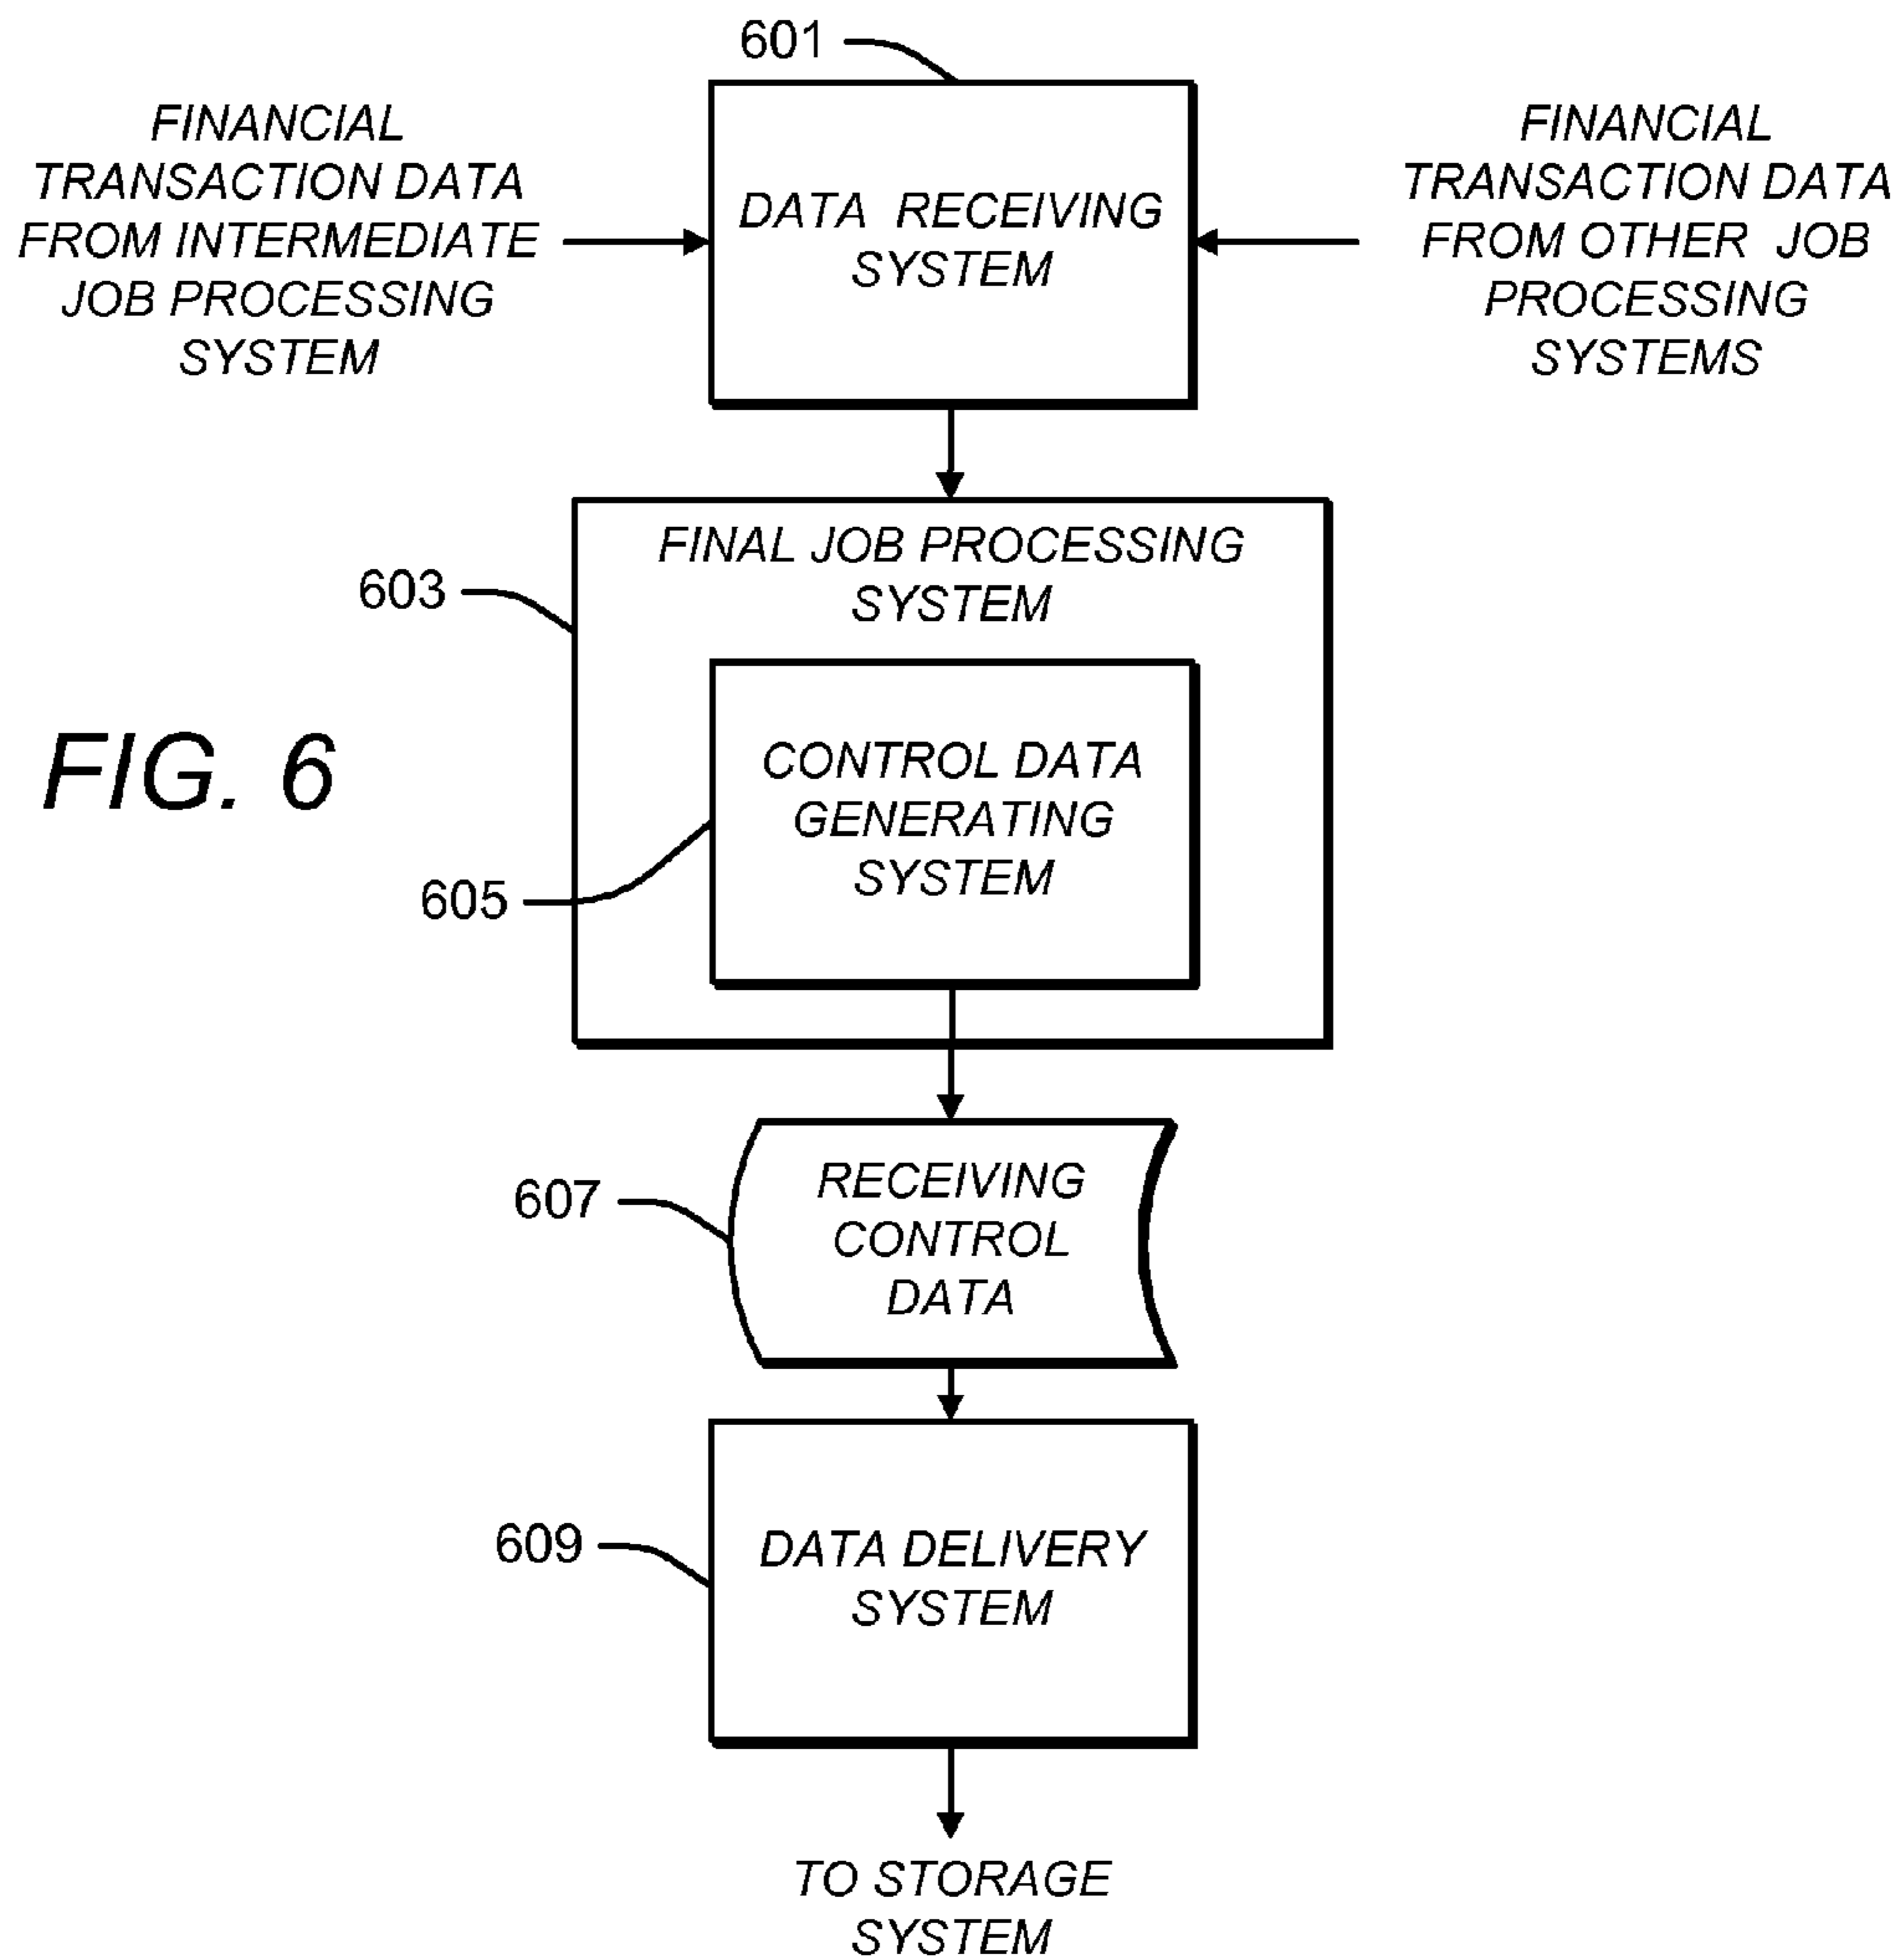 601
FINANCIAL
TRANSACTION DATA
FROM INTERMEDIATE
JOB PROCESSING
SYSTEM
DATA RECEIVING
SYSTEM
FINANCIAL
TRANSACTION DATA
FROM OTHER JOB
PROCESSING
SYSTEMS
FINAL JOB PROCESSING
SYSTEM
603
FIG. 6
CONTROL DATA
GENERATING
SYSTEM
605
RECEIVING
CONTROL
DATA
607
DATA DELIVERY
SYSTEM
609
TO STORAGE
SYSTEM